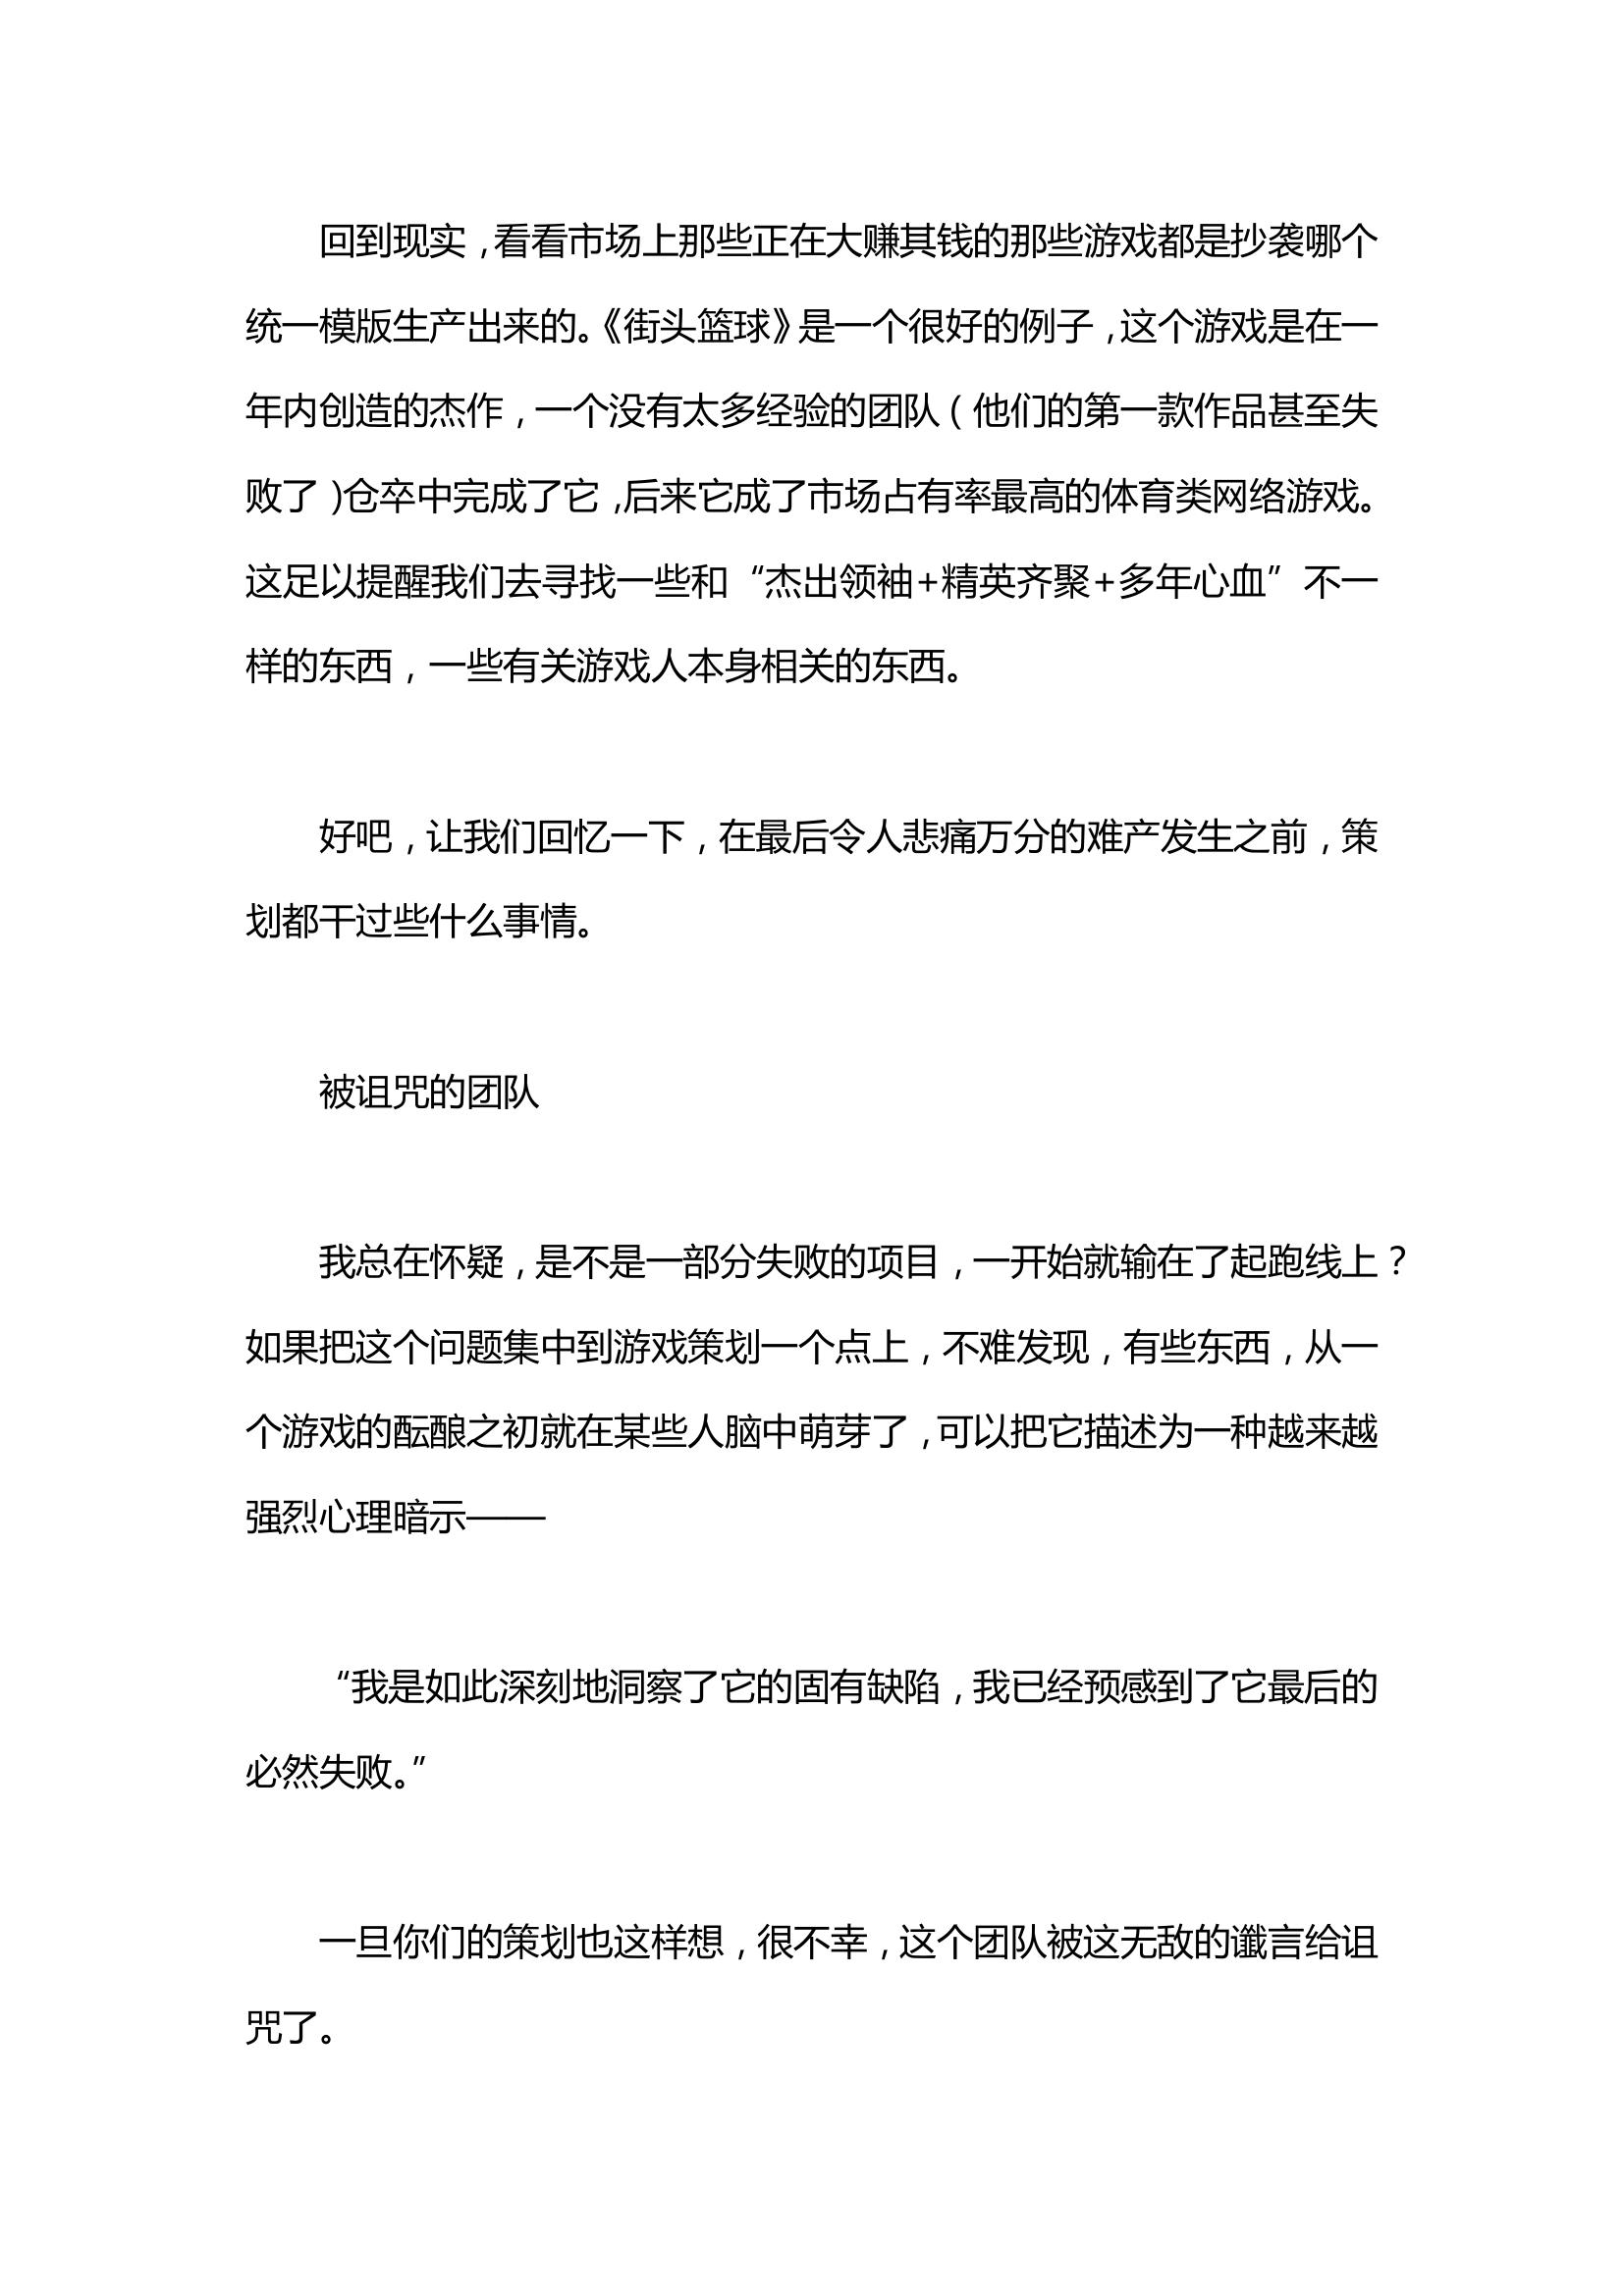 回到现实，看看市场上那些正在大赚其钱的那些游戏都是抄袭哪个
统一模版生产出来的。《街头篮球》是一个很好的例子，这个游戏是在一
年内创造的杰作，一个没有太多经验的团队（他们的第一款作品甚至失
败了）仓卒中完成了它，后来它成了市场占有率最高的体育类网络游戏。
这足以提醒我们去寻找一些和“杰出领袖+精英齐聚+多年心血”不一
样的东西，一些有关游戏人本身相关的东西。
好吧，让我们回忆一下，在最后令人悲痛万分的难产发生之前，策
划都干过些什么事情。
被诅咒的团队
我总在怀疑，是不是一部分失败的项目，一开始就输在了起跑线上？
如果把这个问题集中到游戏策划一个点上，不难发现，有些东西，从一
个游戏的酝酿之初就在某些人脑中萌芽了，可以把它描述为一种越来越
强烈心理暗示——
“我是如此深刻地洞察了它的固有缺陷，我已经预感到了它最后的
必然失败。”
一旦你们的策划也这样想，很不幸，这个团队被这无敌的谶言给诅
咒了。